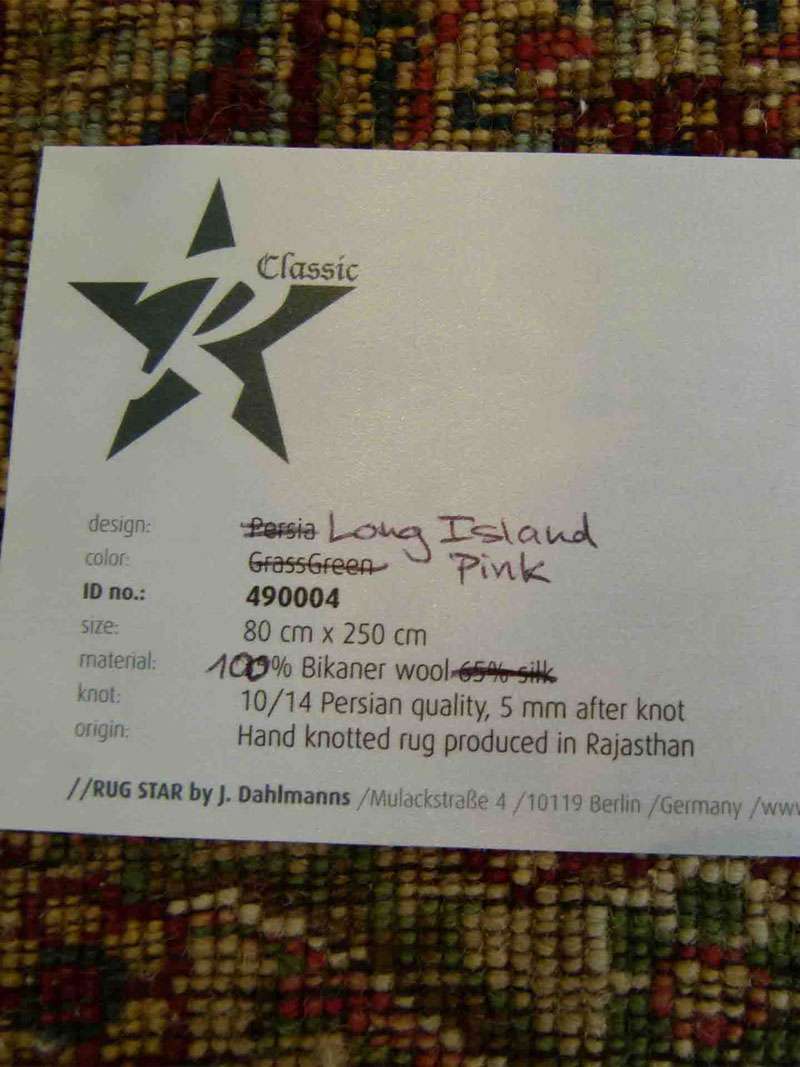 Classic
design: Persia Long Island
color: GrassGreen Pink
ID no.: 490004
size: 80 cm x 250 cm
material: 100% Bikaner wool 65% silk
knot: 10/14 Persian quality, 5 mm after knot
origin: Hand knotted rug produced in Rajasthan
//RUG STAR by J. Dahlmanns /Mulackstraße 4 /10119 Berlin /Germany /www